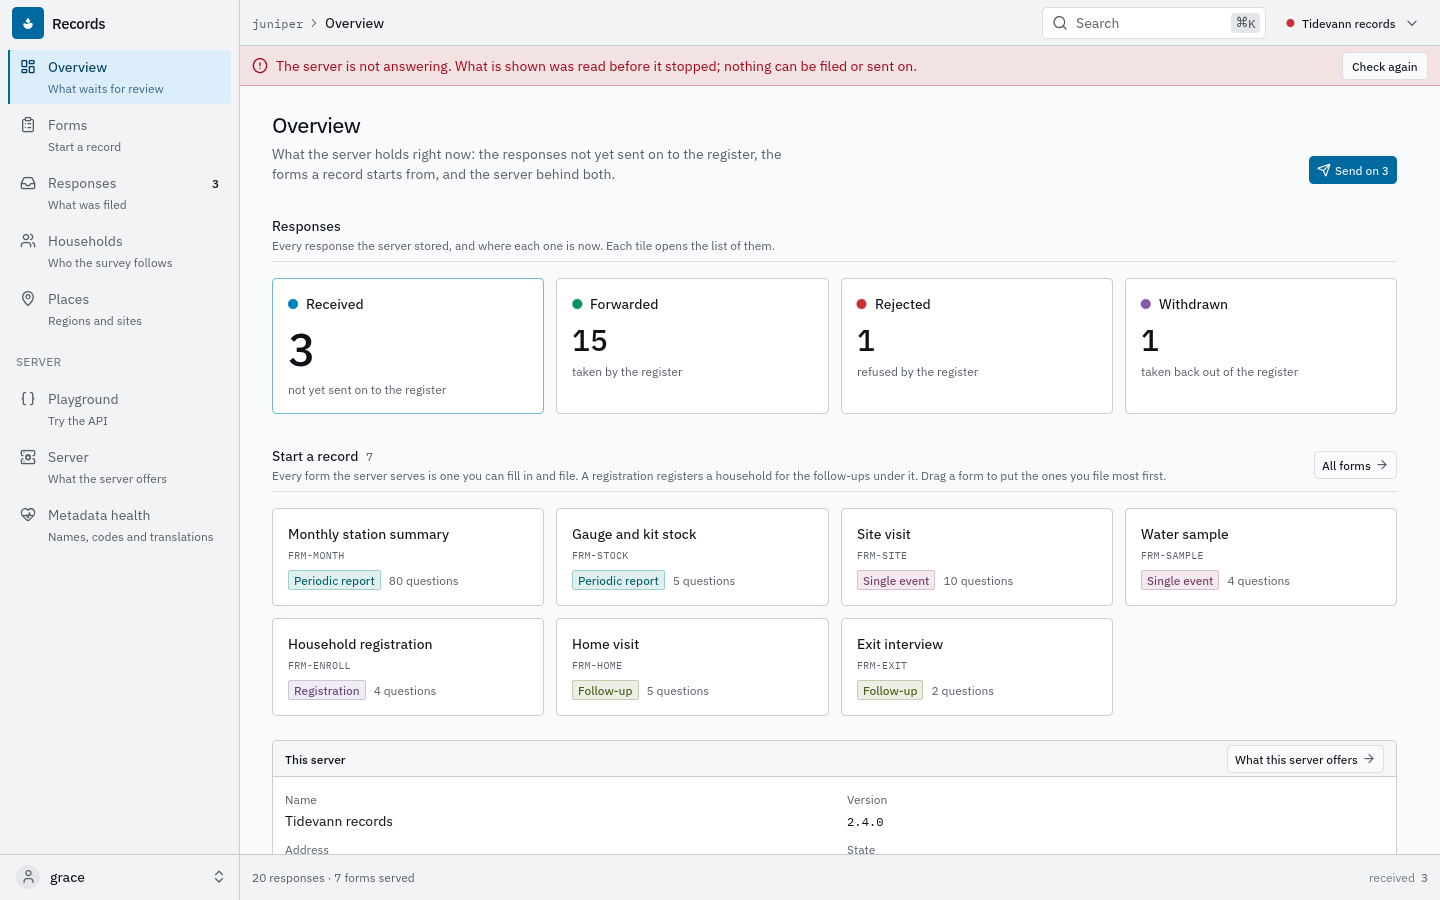 Records
juniper
Overview
Search
⌘K
Tidevann records
The server is not answering. What is shown was read before it stopped; nothing can be filed or sent on.
Check again
Overview
What waits for review
Forms
Start a record
Responses
3
What was filed
Households
Who the survey follows
Places
Regions and sites
SERVER
Playground
Try the API
Server
What the server offers
Metadata health
Names, codes and translations
grace
Overview
What the server holds right now: the responses not yet sent on to the register, the
forms a record starts from, and the server behind both.
Send on 3
Responses
Every response the server stored, and where each one is now. Each tile opens the list of them.
Received
3
not yet sent on to the register
Forwarded
15
taken by the register
Rejected
1
refused by the register
Withdrawn
1
taken back out of the register
Start a record 7
Every form the server serves is one you can fill in and file. A registration registers a household for the follow-ups under it. Drag a form to put the ones you file most first.
All forms
Monthly station summary
FRM-MONTH
Periodic report 80 questions
Gauge and kit stock
FRM-STOCK
Periodic report 5 questions
Site visit
FRM-SITE
Single event 10 questions
Water sample
FRM-SAMPLE
Single event 4 questions
Household registration
FRM-ENROLL
Registration 4 questions
Home visit
FRM-HOME
Follow-up 5 questions
Exit interview
FRM-EXIT
Follow-up 2 questions
This server
What this server offers
Name
Tidevann records
Version
2.4.0
Address
State
20 responses · 7 forms served
received 3